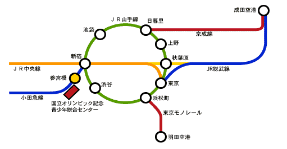 成田空港
JR山手線
日暮里
池袋
京成線
上野
新宿
秋葉原
JR中央線
JR総武線
参宮橋
東京
渋谷
小田急線
国立オリンピック記念
青少年総合センター
浜松町
東京モノレール
羽田空港